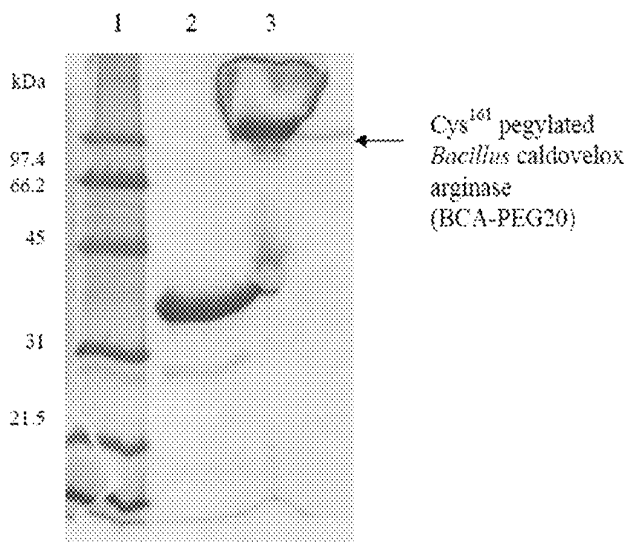 1 2 3
kDa
97.4
66.2
45
31
21.5
Cys161 pegylated
Bacillus caldovelox
arginase
(BCA-PEG20)